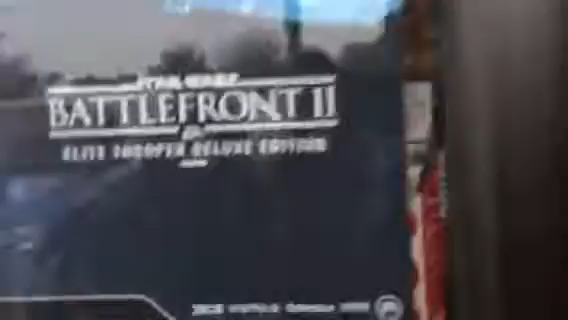 STAR WARS
BATTLEFRONT II
ELITE TROOPER DELUXE EDITION